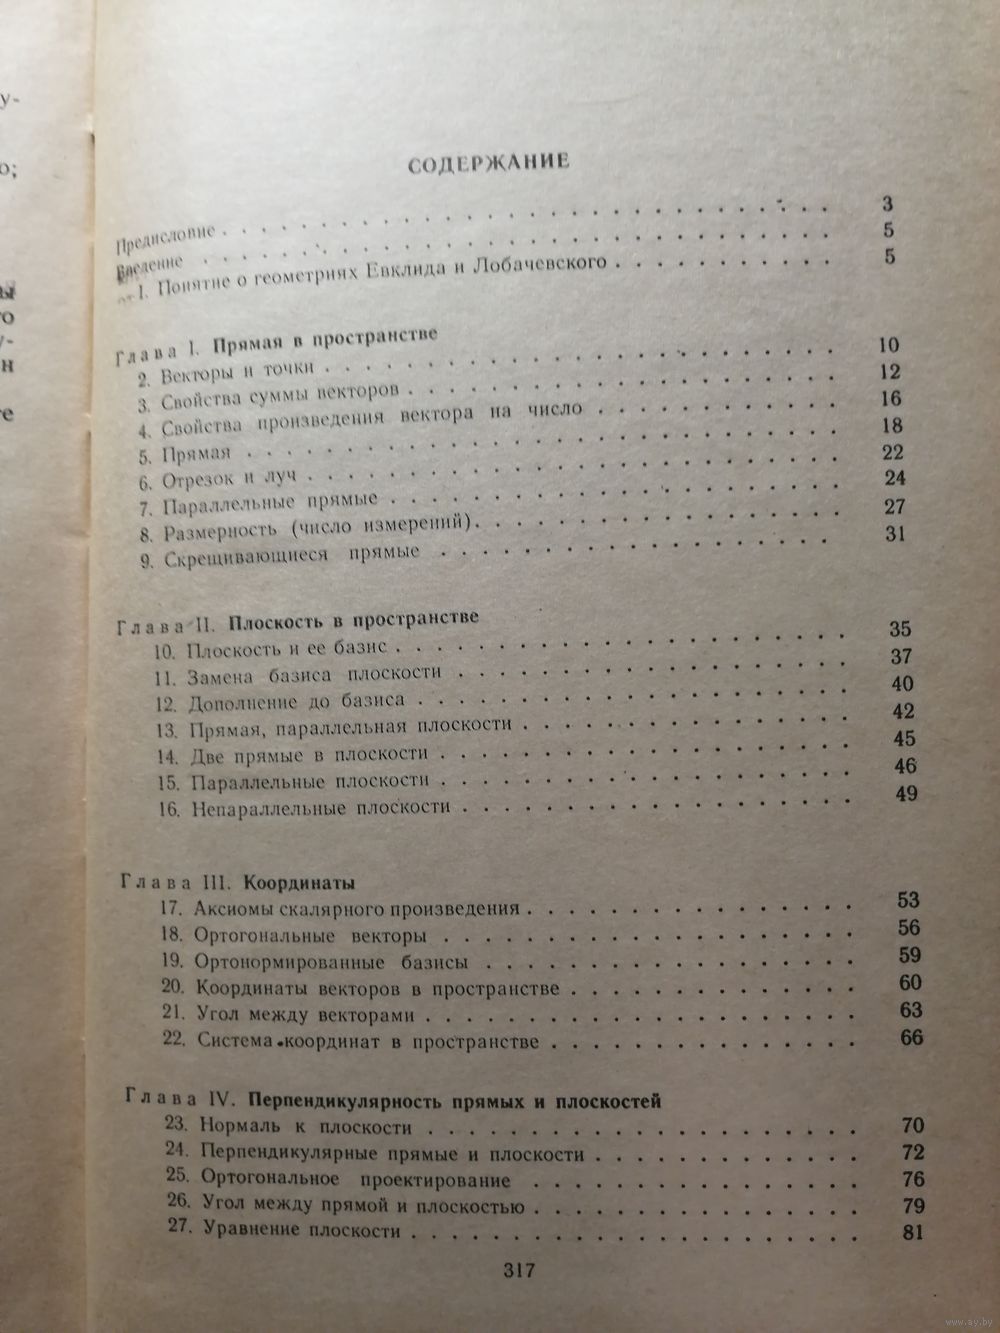 у-
о;
ы
го
у-
н
те
СОДЕРЖАНИЕ
Предисловие . . . . . . . . . . . . . . . . . . . . . . . . . . . . . . 3
Введение . . . . . . . . . . . . . . . . . . . . . . . . . . . . . . 5
1. Понятие о геометриях Евклида и Лобачевского . . . . . . . . . . . 5
Глава I. Прямая в пространстве
2. Векторы и точки . . . . . . . . . . . . . . . . . . . . . . . . . 10
3. Свойства суммы векторов . . . . . . . . . . . . . . . . . . . . . 12
4. Свойства произведения вектора на число . . . . . . . . . . . . 16
5. Прямая . . . . . . . . . . . . . . . . . . . . . . . . . . . . . 18
6. Отрезок и луч . . . . . . . . . . . . . . . . . . . . . . . . . . 22
7. Параллельные прямые . . . . . . . . . . . . . . . . . . . . . . 24
8. Размерность (число измерений) . . . . . . . . . . . . . . . . . . 27
9. Скрещивающиеся прямые . . . . . . . . . . . . . . . . . . . 31
Глава II. Плоскость в пространстве
10. Плоскость и ее базис . . . . . . . . . . . . . . . . . . . . . . 35
11. Замена базиса плоскости . . . . . . . . . . . . . . . . . . . 37
12. Дополнение до базиса . . . . . . . . . . . . . . . . . . . . . 40
13. Прямая, параллельная плоскости . . . . . . . . . . . . . . . . 42
14. Две прямые в плоскости . . . . . . . . . . . . . . . . . . . . 45
15. Параллельные плоскости . . . . . . . . . . . . . . . . . . . . 46
16. Непараллельные плоскости . . . . . . . . . . . . . . . . . . . 49
Глава III. Координаты
17. Аксиомы скалярного произведения . . . . . . . . . . . . . . . . 53
18. Ортогональные векторы . . . . . . . . . . . . . . . . . . . . 56
19. Ортонормированные базисы . . . . . . . . . . . . . . . . . . 59
20. Координаты векторов в пространстве . . . . . . . . . . . . . . 60
21. Угол между векторами . . . . . . . . . . . . . . . . . . . . . 63
22. Система координат в пространстве . . . . . . . . . . . . . . . 66
Глава IV. Перпендикулярность прямых и плоскостей
23. Нормаль к плоскости . . . . . . . . . . . . . . . . . . . . . 70
24. Перпендикулярные прямые и плоскости . . . . . . . . . . . . . 72
25. Ортогональное проектирование . . . . . . . . . . . . . . . . 76
26. Угол между прямой и плоскостью . . . . . . . . . . . . . . . . 79
27. Уравнение плоскости . . . . . . . . . . . . . . . . . . . . . . 81
317
www.ay.by